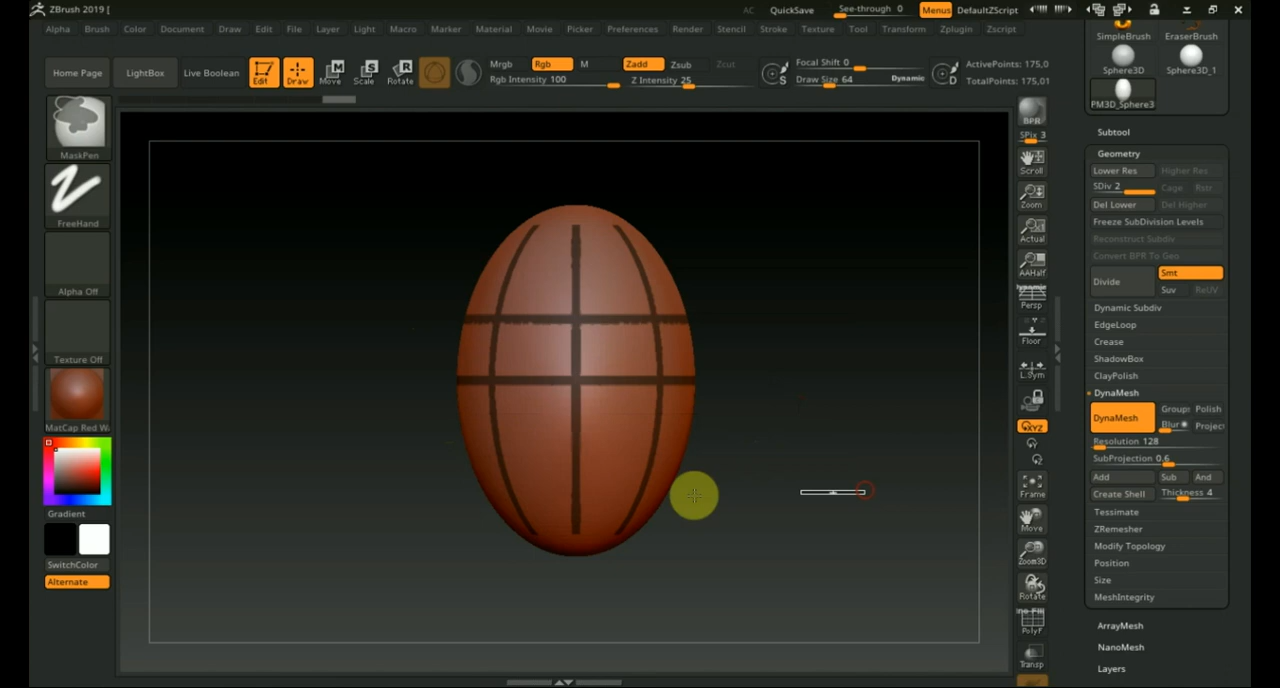 ZBrush 2019 [
AC QuickSave See-through 0 Menus DefaultZScript
Alpha Brush Color Document Draw Edit File Layer Light Macro Marker Material Movie Picker Preferences Render Stencil Stroke Texture Tool Transform Zplugin Zscript
Home Page LightBox Live Boolean Edit Draw Move Scale Rotate
Mrgb Rgb M Zadd Zsub Zcut
Rgb Intensity 100 Z Intensity 25
S Focal Shift 0 D ActivePoints: 175,0
Draw Size 64 Dynamic TotalPoints: 175,01
MaskPen
FreeHand
Alpha Off
Texture Off
MatCap Red Wa
Gradient
SwitchColor
Alternate
BPR
SPix 3
Scroll
Zoom
Actual
AAHalf
Dynamic
Persp
Floor
L.Sym
XYZ
Frame
Move
Zoom3D
Rotate
PolyF
Transp
SimpleBrush EraserBrush
Sphere3D Sphere3D_1
PM3D_Sphere3
Subtool
Geometry
Lower Res Higher Res
SDiv 2 Cage Rstr
Del Lower Del Higher
Freeze SubDivision Levels
Reconstruct Subdiv
Convert BPR To Geo
Divide Smt
Suv ReUV
Dynamic Subdiv
EdgeLoop
Crease
ShadowBox
ClayPolish
DynaMesh
DynaMesh Group: Polish
Blur Projec
Resolution 128
SubProjection 0.6
Add Sub And
Create Shell Thickness 4
Tessimate
ZRemesher
Modify Topology
Position
Size
MeshIntegrity
ArrayMesh
NanoMesh
Layers